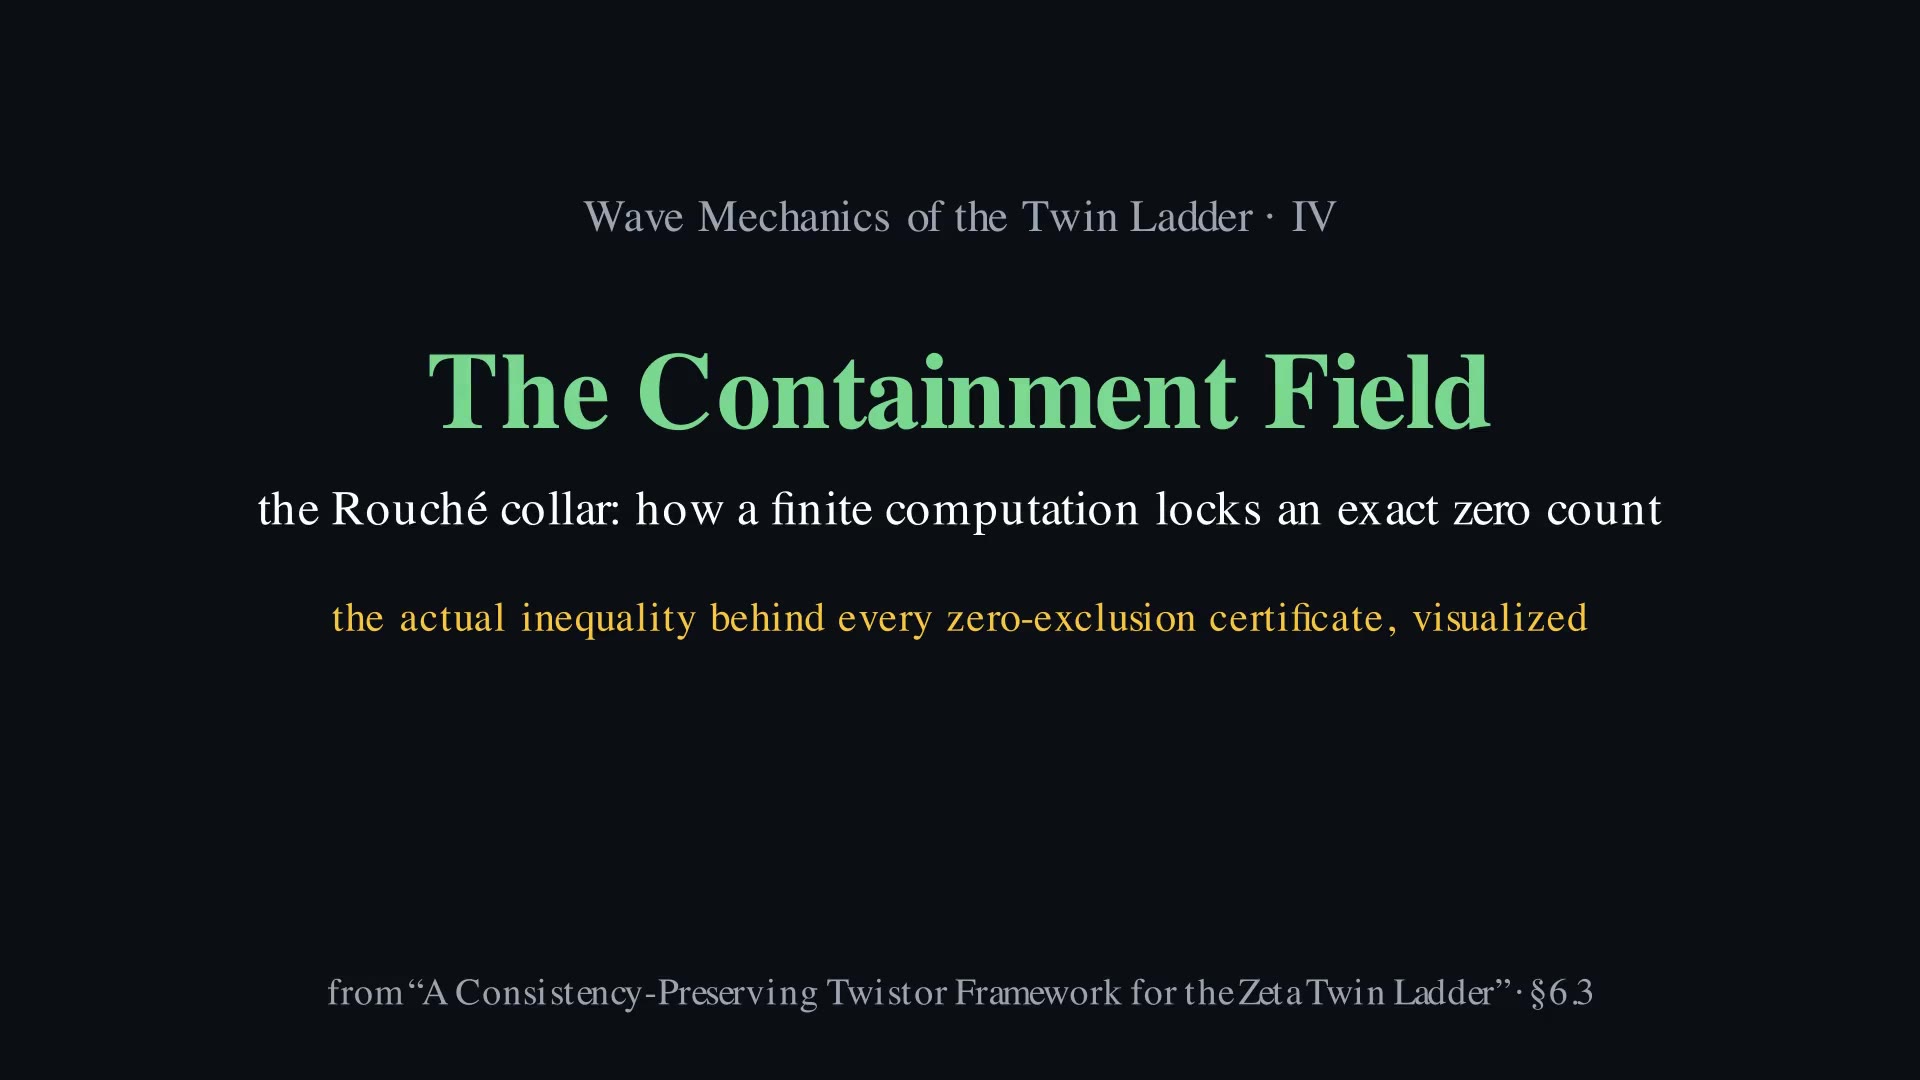 Wave Mechanics of the Twin Ladder · IV
The Containment Field
the Rouché collar: how a finite computation locks an exact zero count
the actual inequality behind every zero-exclusion certificate, visualized
from “A Consistency-Preserving Twistor Framework for the Zeta Twin Ladder” · §6.3